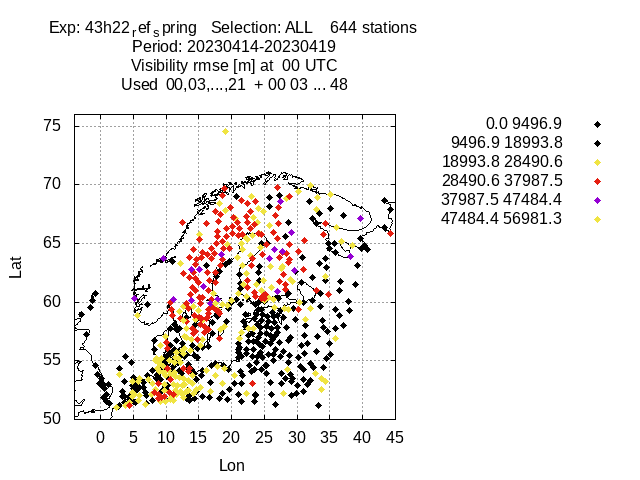 Exp: 43h22ref spring Selection: ALL 644 stations
Period: 20230414-20230419
Visibility rmse [m] at 00 UTC
Used 00,03,...,21 + 00 03 ... 48
0.0 9496.9
9496.9 18993.8
18993.8 28490.6
28490.6 37987.5
37987.5 47484.4
47484.4 56981.3
75
70
65
60
55
50
Lat
0 5 10 15 20 25 30 35 40 45
Lon